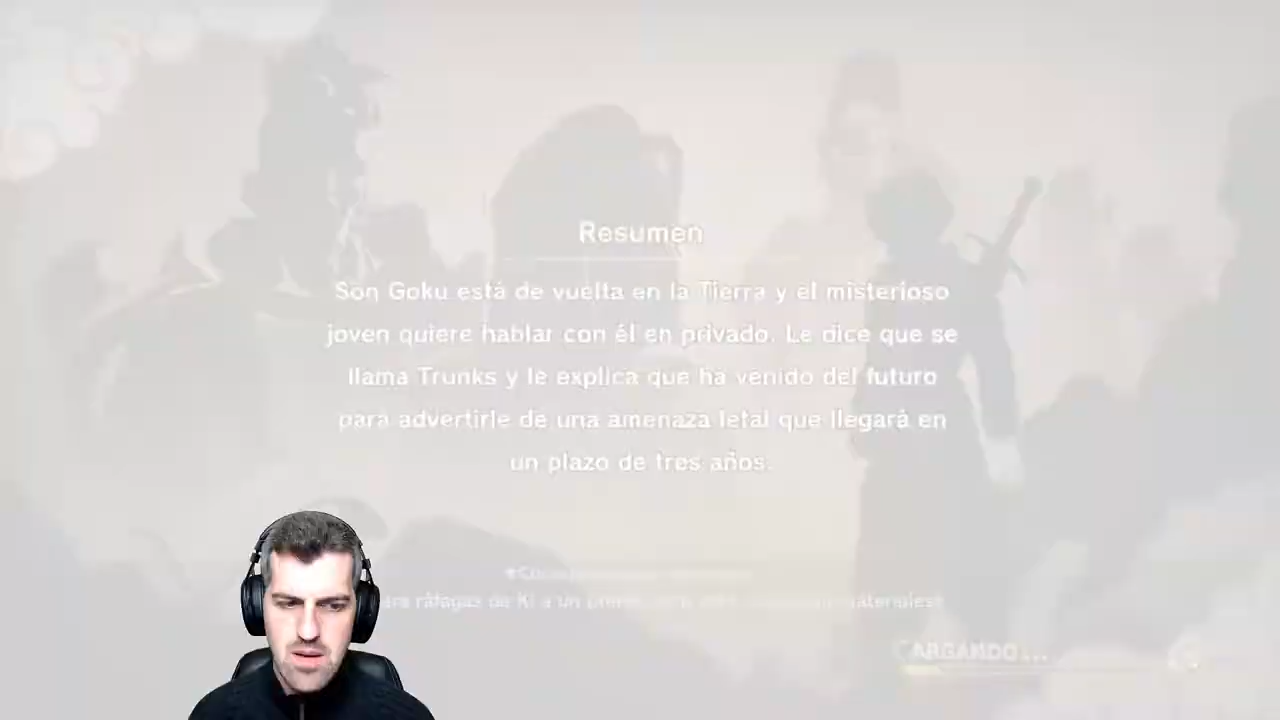 Resumen
Son Goku está de vuelta en la Tierra y el misterioso
joven quiere hablar con él en privado. Le dice que se
llama Trunks y le explica que ha venido del futuro
para advertirle de una amenaza letal que llegará en
un plazo de tres años.
ráfagas de Ki a un
CARGANDO...